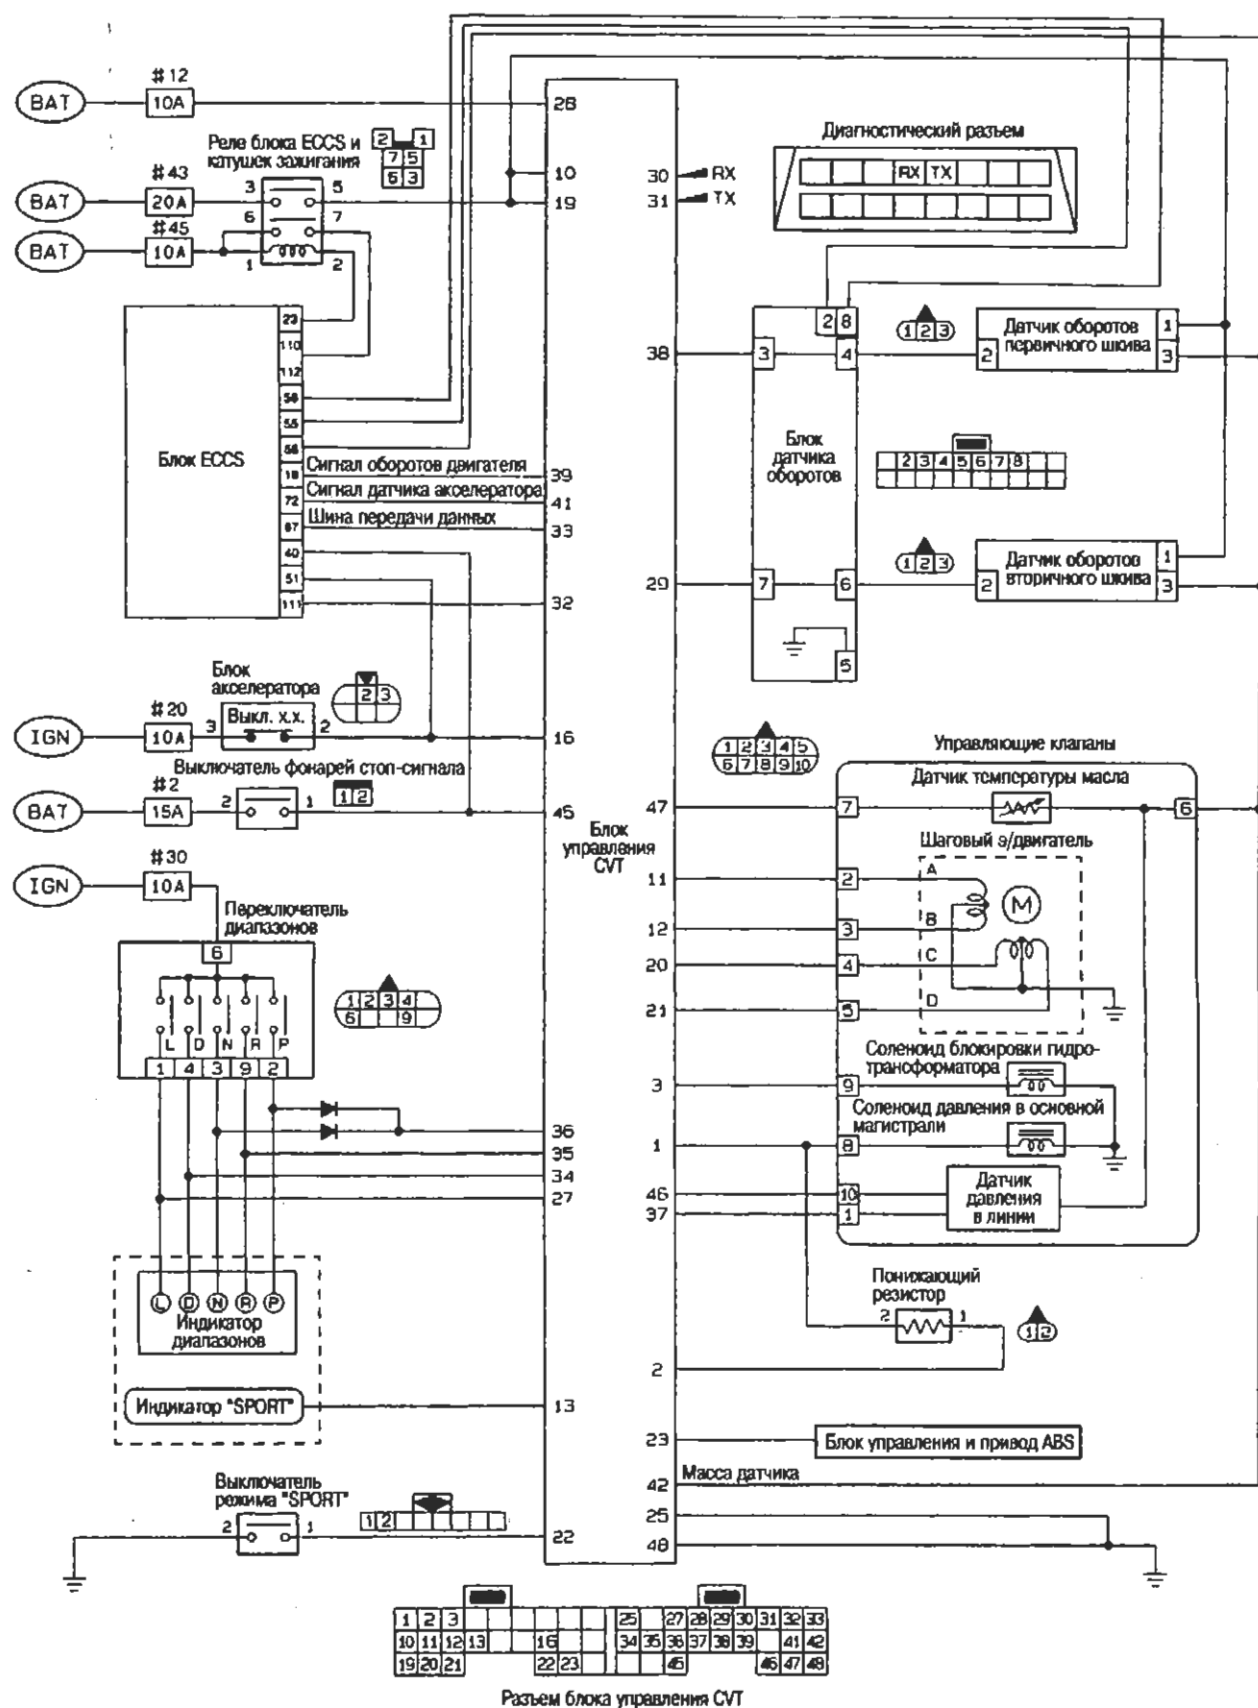 #12
BAT 10A 28
Реле блока ECCS и
катушек зажигания
2 1
7 5
6 3
#43
BAT 20A 3 5 10
19
#45
BAT 10A 6 7
1 2
30 RX
31 TX
Диагностический разъем
RX TX
Блок ECCS
23
110
112
55
Сигнал оборотов двигателя 39
72 Сигнал датчика акселератора 41
Шина передачи данных 33
40
51
111 32
2 8
38 3 4
1 2 3
2 Датчик оборотов
первичного шкива 1
3
Блок
датчика
оборотов
2 3 4 5 6 7 8
29 7 6
5
1 2 3
2 Датчик оборотов
вторичного шкива 1
3
Блок
акселератора
2 3
#20
IGN 10A 3 Выкл. х.х. 2 16
Выключатель фонарей стоп-сигнала
1 2
#2
BAT 15A 2 1 45
#30
IGN 10A
Блок
управления
CVT
Переключатель
диапазонов
6
L D N R P
1 4 3 9 2
1 2 3 4
6 9
36
35
34
27
L D N R P
Индикатор
диапазонов
Индикатор "SPORT" 13
Выключатель
режима "SPORT"
2 1 22
1 2
1 2 3 4 5
6 7 8 9 10
Управляющие клапаны
Датчик температуры масла
47 7 6
Шаговый э/двигатель
11 2 A
M
12 3 B
20 4 C
21 5 D
Соленоид блокировки гидро-
трансформатора
3 9
Соленоид давления в основной
магистрали
1 8
46 10
37 1
Датчик
давления
в линии
Понижающий
резистор
2 1
1 2
2
23 Блок управления и привод ABS
42 Масса датчика
25
48
1 2 3 25 27 28 29 30 31 32 33
10 11 12 13 16 34 35 36 37 38 39 41 42
19 20 21 22 23 45 46 47 48
Разъем блока управления CVT